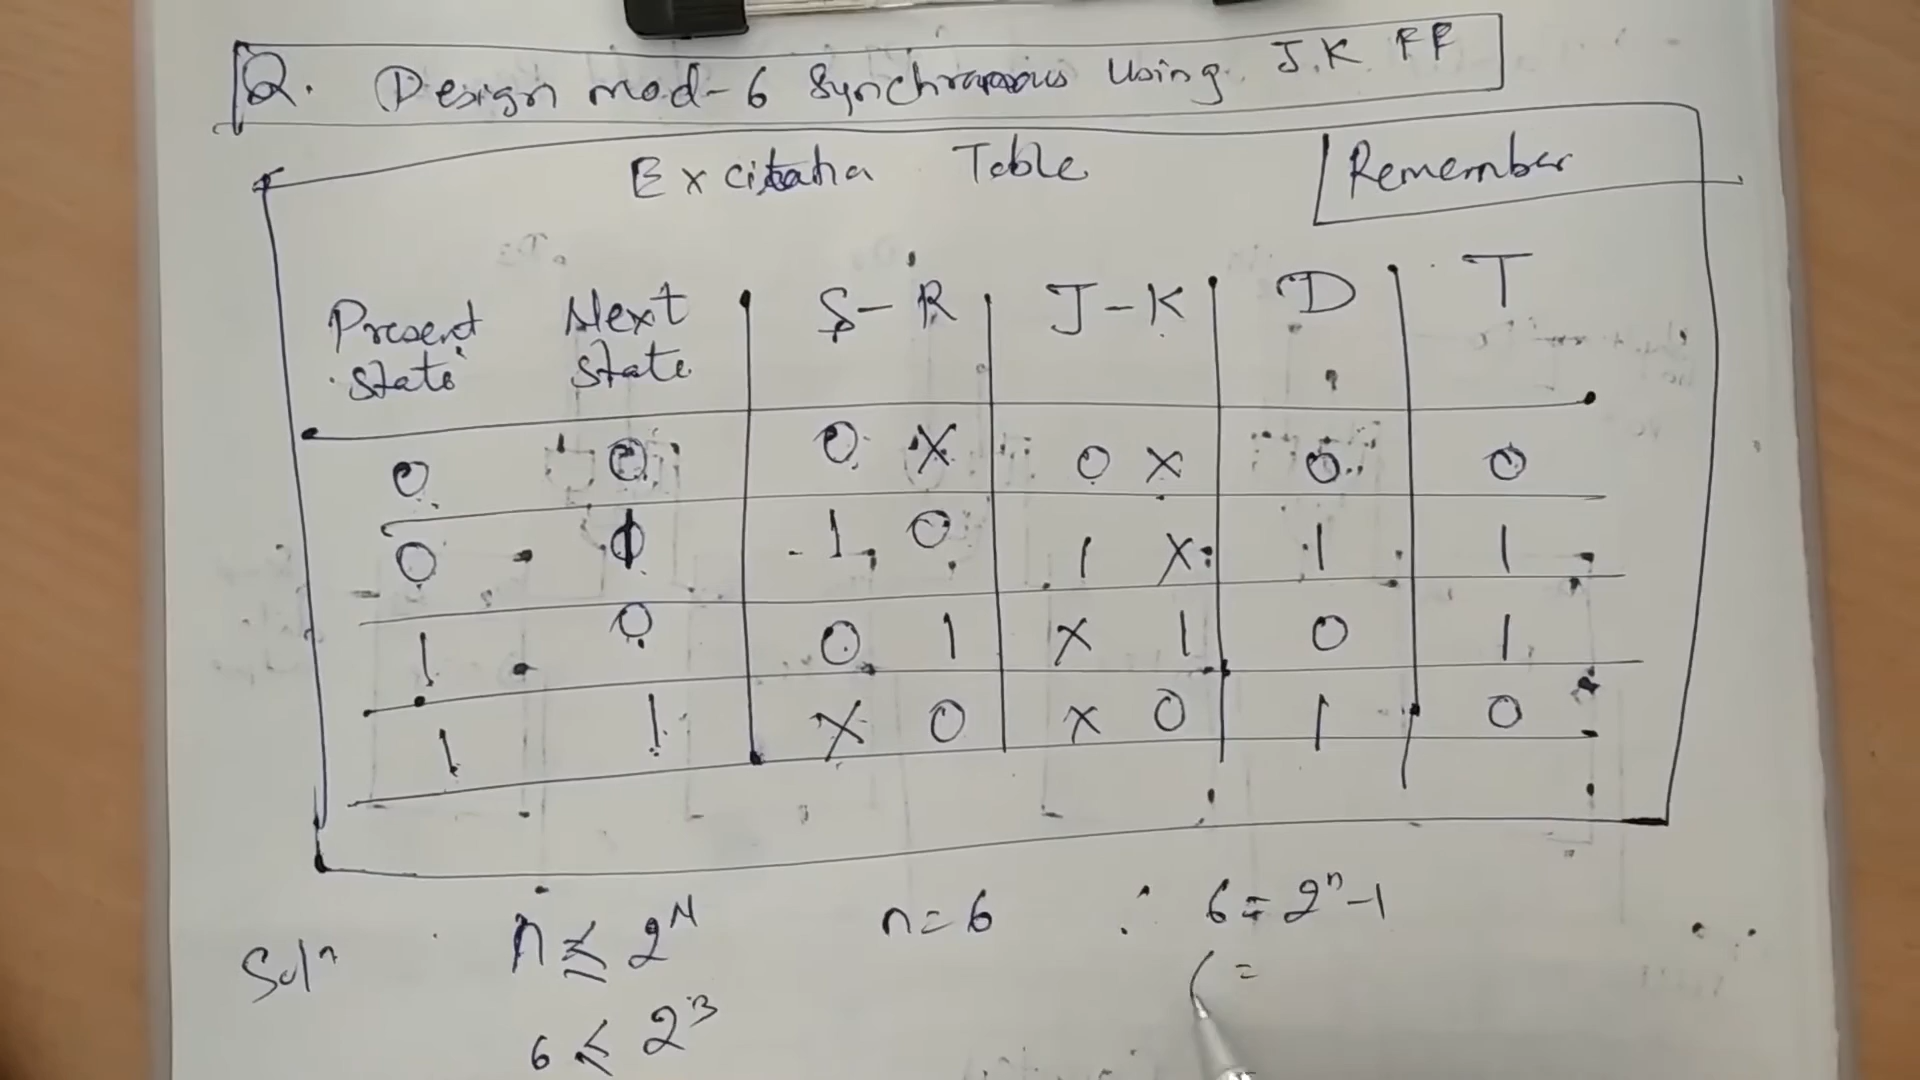 Q. Design mod-6 Synchronous Using J.K FF
Excitation Table Remember
Present state Next state S-R J-K D T
0 0 0 X 0 X 0 0
0 1 1 0 1 X 1 1
1 0 0 1 X 1 0 1
1 1 X 0 X 0 1 0
Soln n ≤ 2^N n=6 ∴ 6 = 2^n-1
6 ≤ 2^3 =